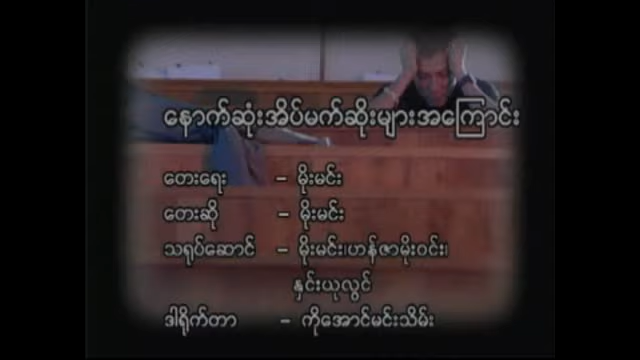 နောက်ဆုံးအိပ်မက်ဆိုးများအကြောင်း
တေးရေး - မိုးမင်း
တေးဆို - မိုးမင်း
သရုပ်ဆောင် - မိုးမင်း၊ဟန်ဇာမိုးဝင်း၊
နှင်းယုလွင်
ဒါရိုက်တာ - ကိုအောင်မင်းသိမ်း